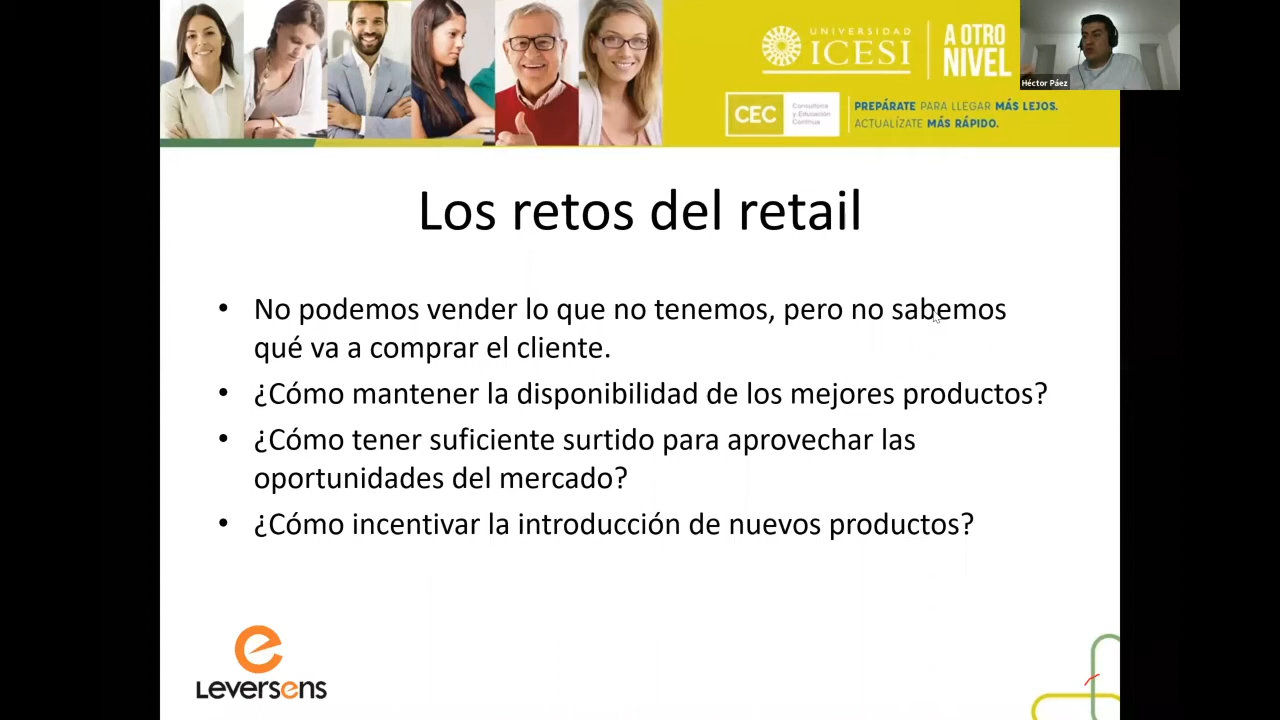 UNIVERSIDAD
ICESI
A OTRO
NIVEL
Héctor Páez
CEC
Consultoría
y Educación
Continua
PREPÁRATE PARA LLEGAR MÁS LEJOS.
ACTUALÍZATE MÁS RÁPIDO.
Los retos del retail
• No podemos vender lo que no tenemos, pero no sabemos
qué va a comprar el cliente.
• ¿Cómo mantener la disponibilidad de los mejores productos?
• ¿Cómo tener suficiente surtido para aprovechar las
oportunidades del mercado?
• ¿Cómo incentivar la introducción de nuevos productos?
Leversens